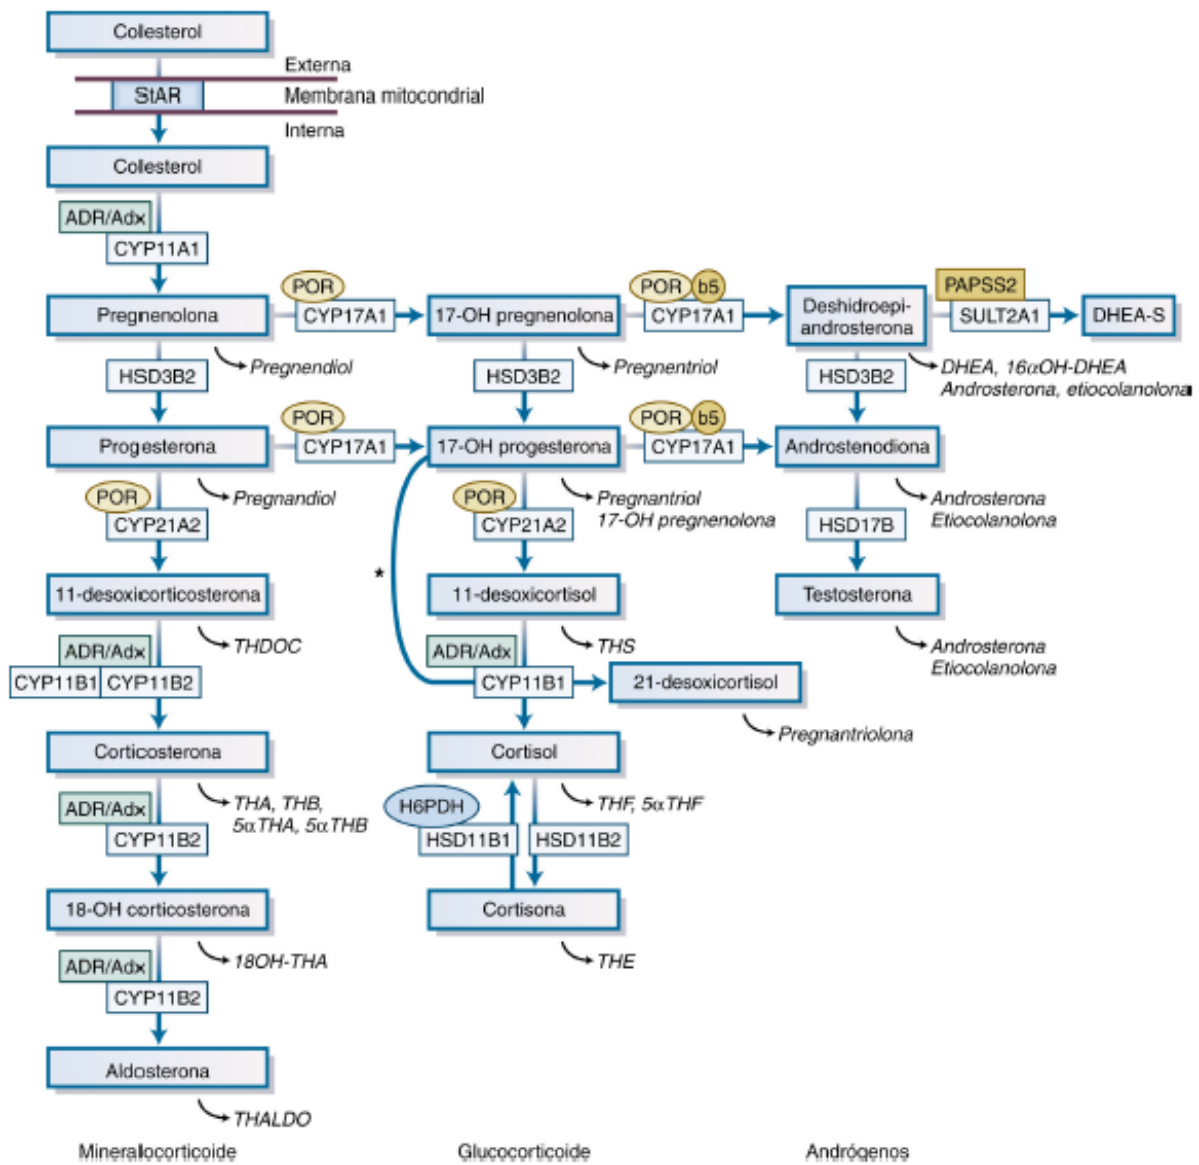 Colesterol
Externa
StAR
Membrana mitocondrial
Interna
Colesterol
ADR/Adx
CYP11A1
POR
POR
b5
PAPSS2
Pregnenolona
CYP17A1
17-OH pregnenolona
CYP17A1
Deshidroepi-
androsterona
SULT2A1
DHEA-S
HSD3B2
Pregnendiol
HSD3B2
Pregnentriol
HSD3B2
DHEA, 16αOH-DHEA
Androsterona, etiocolanolona
POR
POR
b5
Progesterona
CYP17A1
17-OH progesterona
CYP17A1
Androstenodiona
POR
CYP21A2
Pregnandiol
POR
CYP21A2
Pregnantriol
17-OH pregnenolona
HSD17B
Androsterona
Etiocolanolona
*
11-desoxicorticosterona
11-desoxicortisol
Testosterona
ADR/Adx
THDOC
ADR/Adx
THS
Androsterona
Etiocolanolona
CYP11B1
CYP11B2
CYP11B1
21-desoxicortisol
Pregnantriolona
Corticosterona
Cortisol
ADR/Adx
CYP11B2
THA, THB,
5αTHA, 5αTHB
H6PDH
HSD11B1
HSD11B2
THF, 5αTHF
18-OH corticosterona
Cortisona
ADR/Adx
CYP11B2
18OH-THA
THE
Aldosterona
THALDO
Mineralocorticoide
Glucocorticoide
Andrógenos